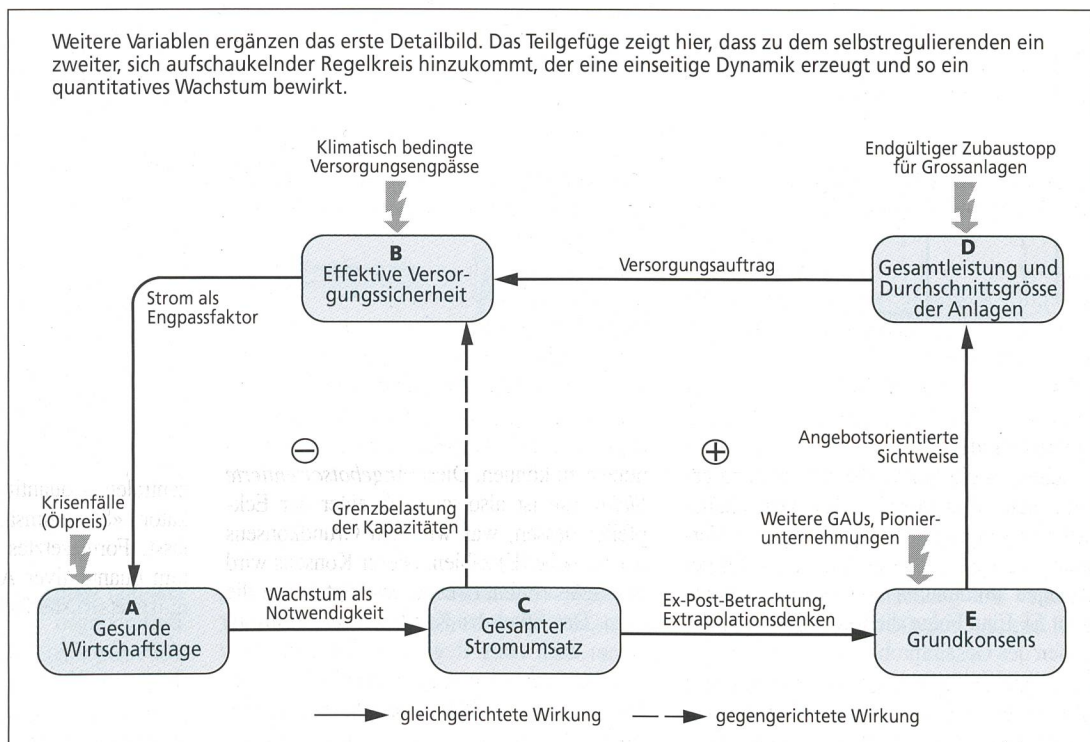 Weitere Variablen ergänzen das erste Detailbild. Das Teilgefüge zeigt hier, dass zu dem selbstregulierenden ein
zweiter, sich aufschaukelnder Regelkreis hinzukommt, der eine einseitige Dynamik erzeugt und so ein
quantitatives Wachstum bewirkt.
Klimatisch bedingte
Versorgungsengpässe
Endgültiger Zubaustopp
für Grossanlagen
B
Effektive Versor-
gungssicherheit
Versorgungsauftrag
D
Gesamtleistung und
Durchschnittsgrösse
der Anlagen
Strom als
Engpassfaktor
−
+
Angebotsorientierte
Sichtweise
Krisenfälle
(Ölpreis)
Grenzbelastung
der Kapazitäten
Weitere GAUs, Pionier-
unternehmungen
A
Gesunde
Wirtschaftslage
Wachstum als
Notwendigkeit
C
Gesamter
Stromumsatz
Ex-Post-Betrachtung,
Extrapolationsdenken
E
Grundkonsens
gleichgerichtete Wirkung
gegengerichtete Wirkung